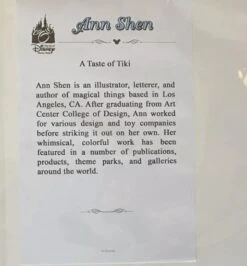 Disney
Ann Shen
A Taste of Tiki
Ann Shen is an illustrator, letterer, and
author of magical things based in Los
Angeles, CA. After graduating from Art
Center College of Design, Ann worked
for various design and toy companies
before striking it out on her own. Her
whimsical, colorful work has been
featured in a number of publications,
products, theme parks, and galleries
around the world.